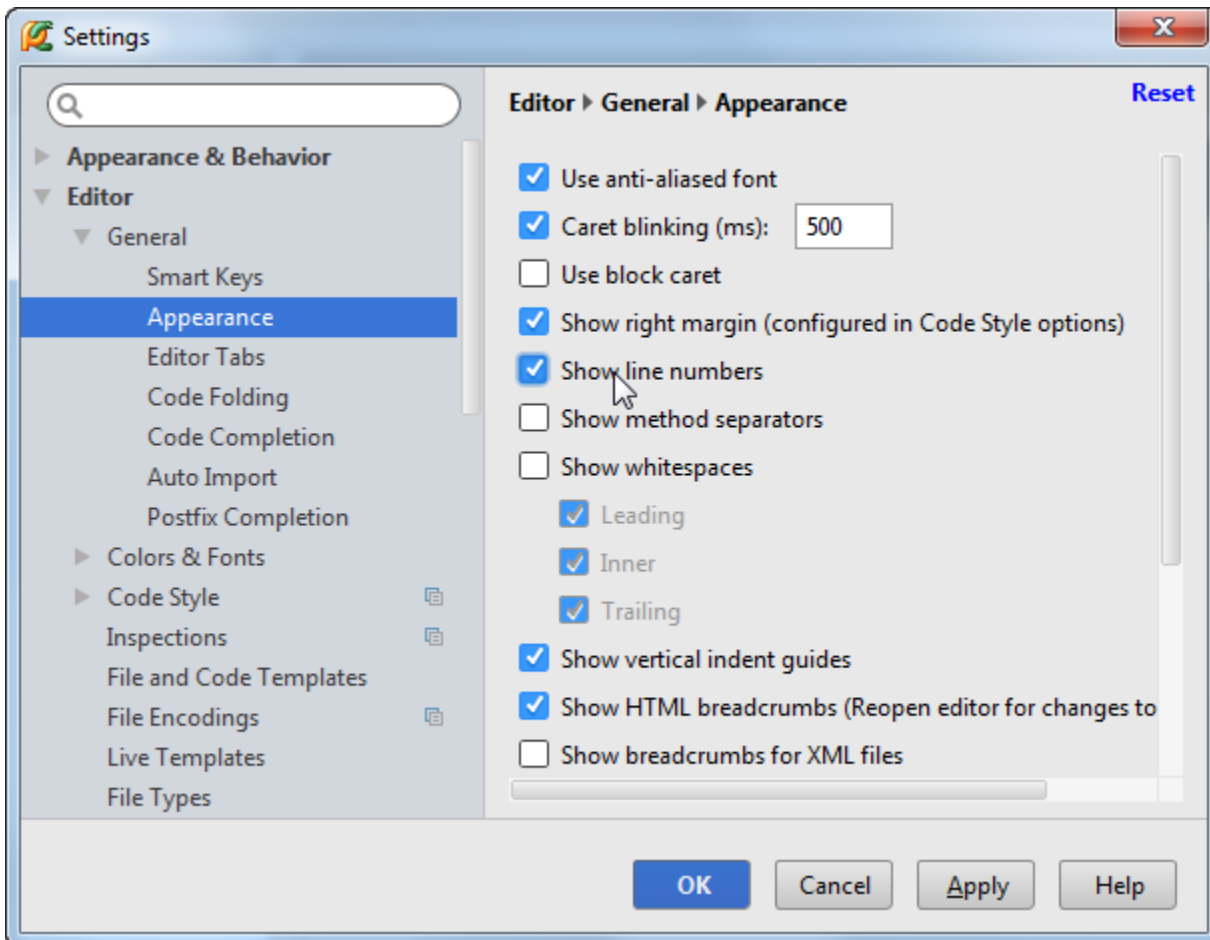 Settings
Appearance & Behavior
Editor
General
Smart Keys
Appearance
Editor Tabs
Code Folding
Code Completion
Auto Import
Postfix Completion
Colors & Fonts
Code Style
Inspections
File and Code Templates
File Encodings
Live Templates
File Types
Editor General Appearance
Reset
Use anti-aliased font
Caret blinking (ms): 500
Use block caret
Show right margin (configured in Code Style options)
Show line numbers
Show method separators
Show whitespaces
Leading
Inner
Trailing
Show vertical indent guides
Show HTML breadcrumbs (Reopen editor for changes to
Show breadcrumbs for XML files
OK
Cancel
Apply
Help